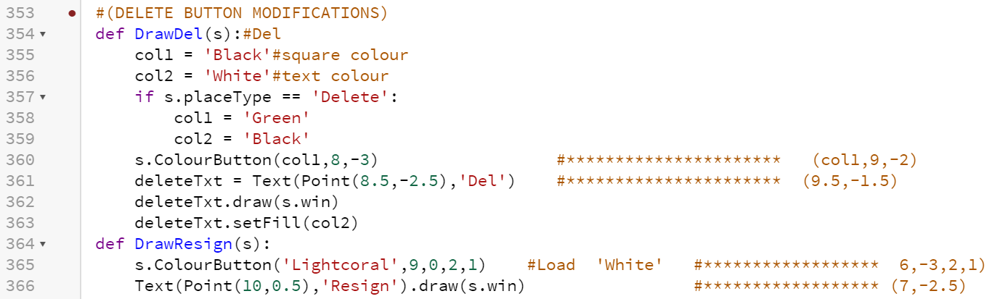 353 #(DELETE BUTTON MODIFICATIONS)
354 def DrawDel(s):#Del
355     col1 = 'Black'#square colour
356     col2 = 'White'#text colour
357     if s.placeType == 'Delete':
358         col1 = 'Green'
359         col2 = 'Black'
360     s.ColourButton(col1,8,-3)                  #**********************   (col1,9,-2)
361     deleteTxt = Text(Point(8.5,-2.5),'Del')    #**********************  (9.5,-1.5)
362     deleteTxt.draw(s.win)
363     deleteTxt.setFill(col2)
364 def DrawResign(s):
365     s.ColourButton('Lightcoral',9,0,2,1)    #Load  'White'   #******************  6,-3,2,1)
366     Text(Point(10,0.5),'Resign').draw(s.win)                 #****************** (7,-2.5)